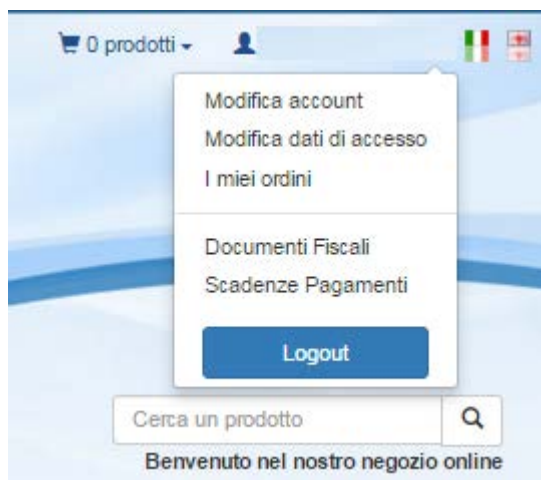 0 prodotti
Modifica account
Modifica dati di accesso
I miei ordini
Documenti Fiscali
Scadenze Pagamenti
Logout
Cerca un prodotto
Benvenuto nel nostro negozio online